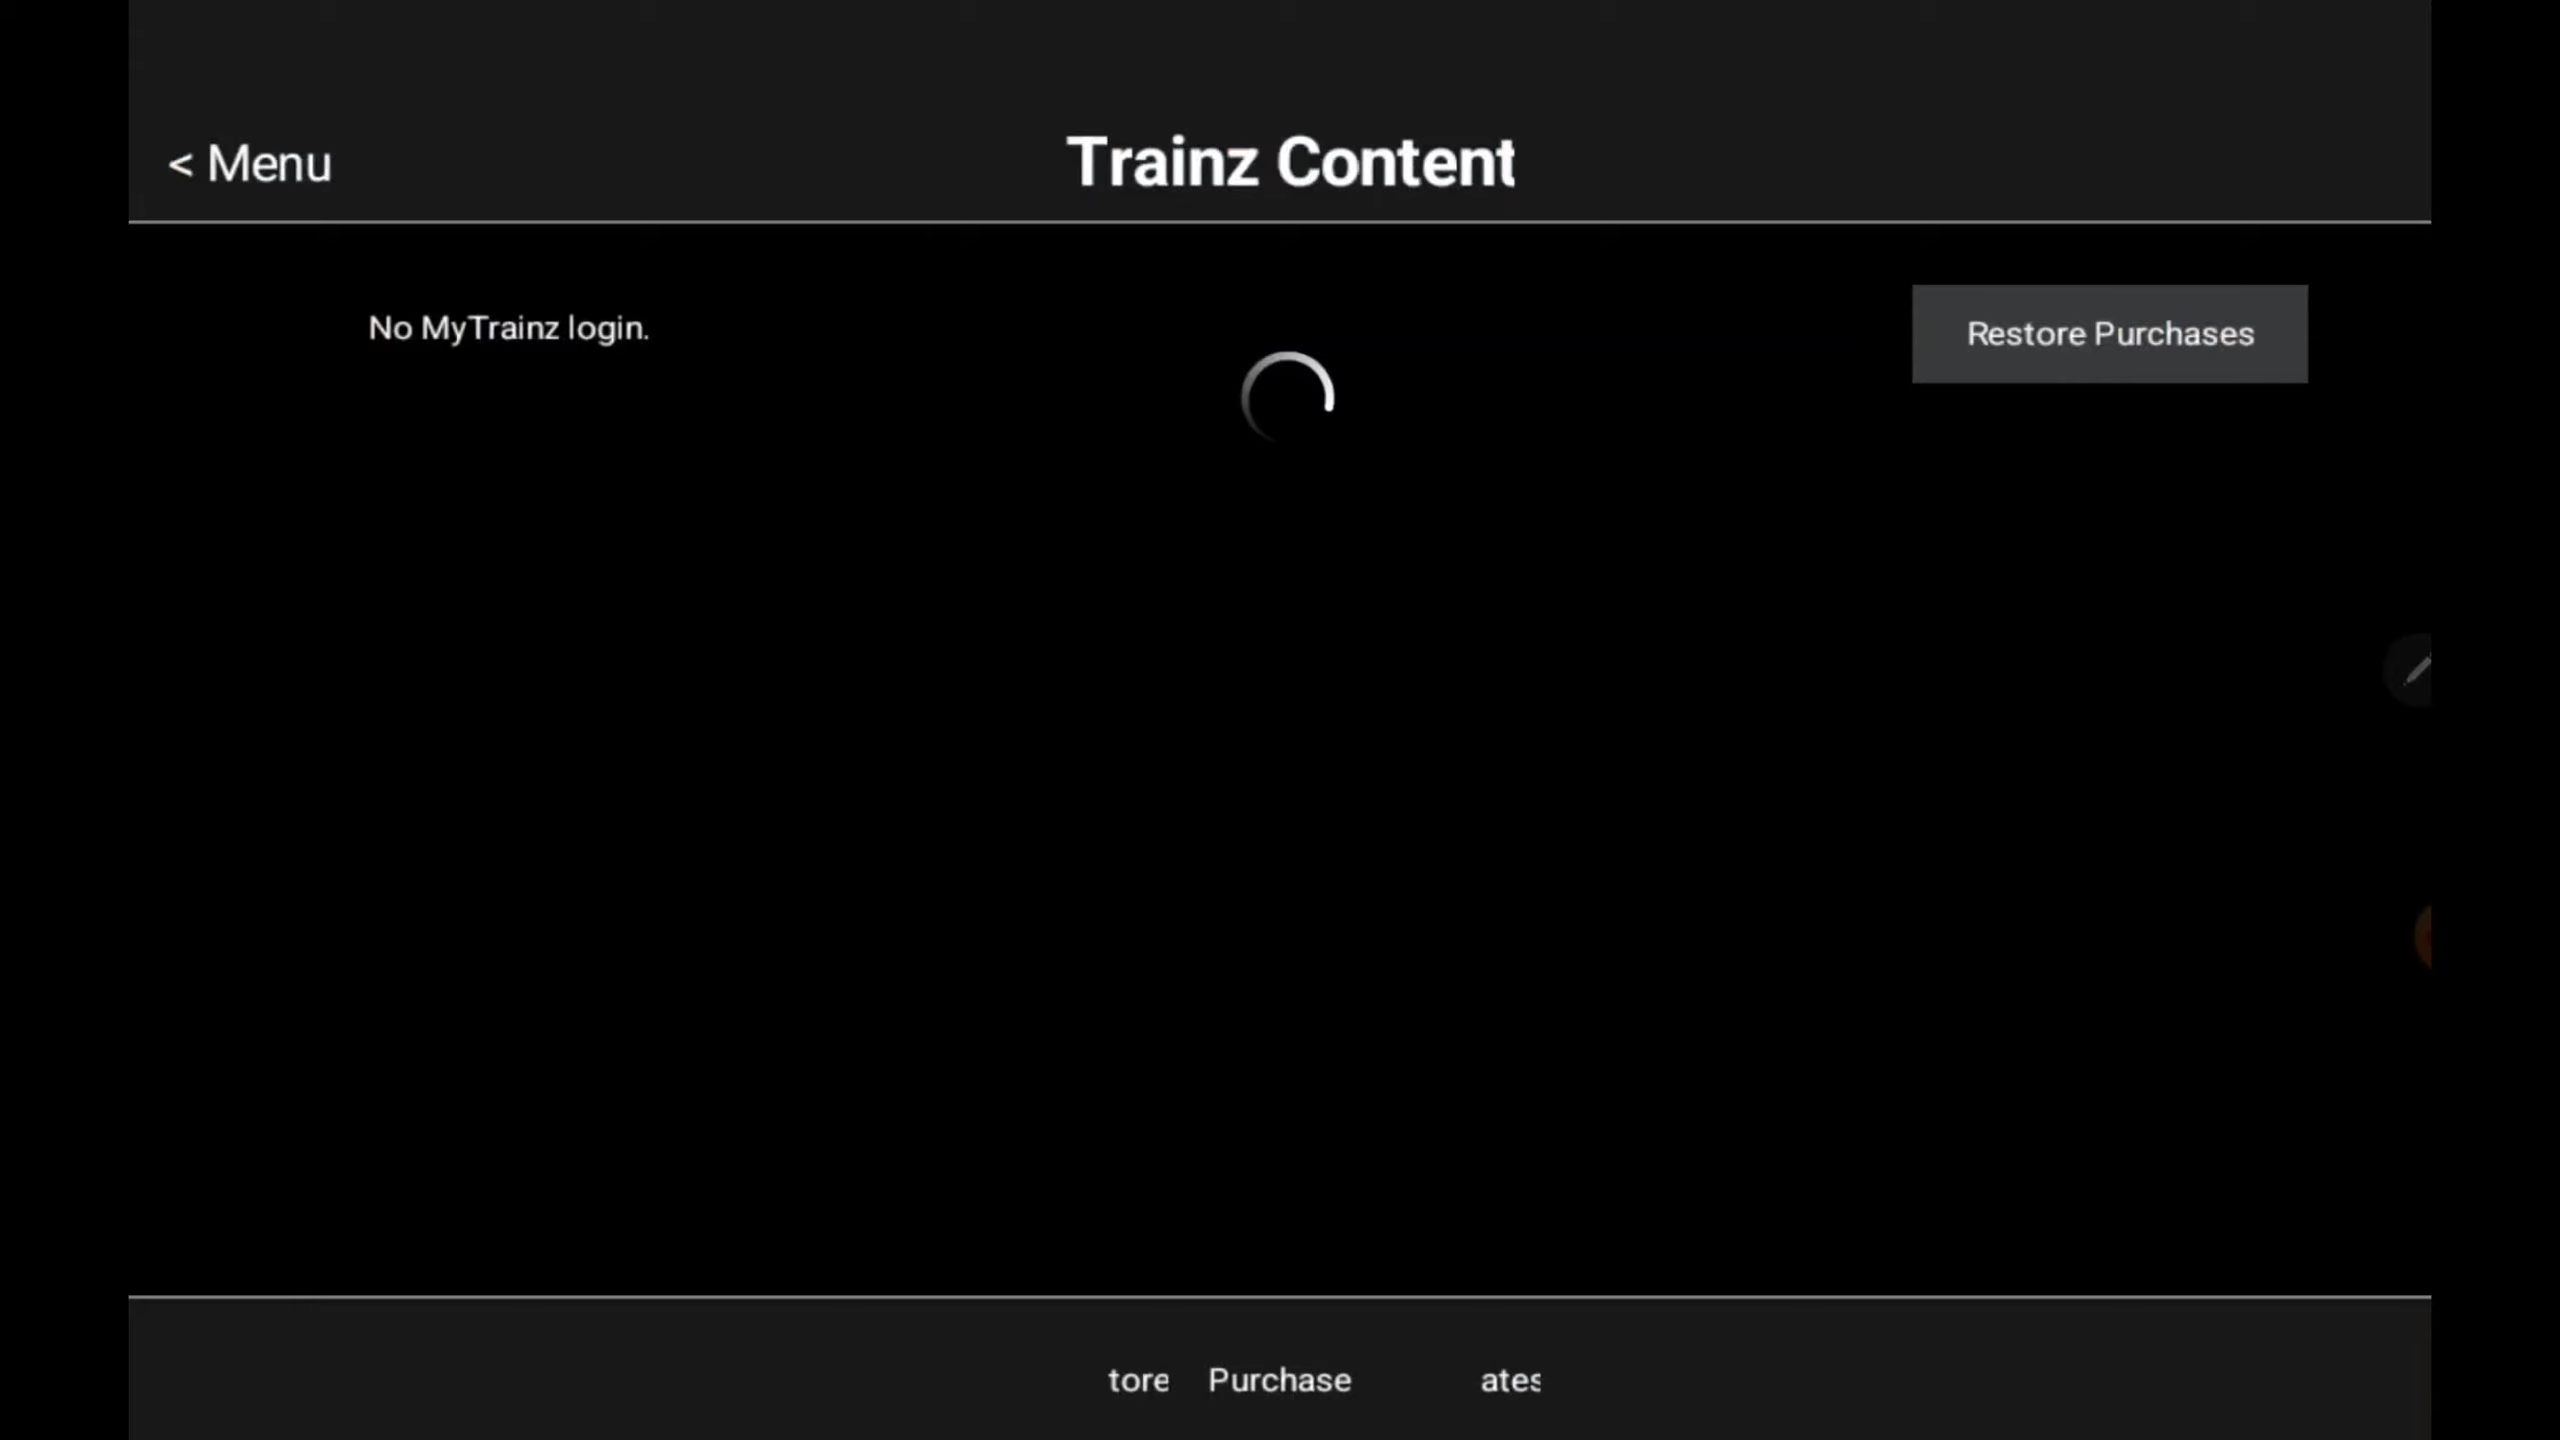 < Menu
Trainz Content
No MyTrainz login.
Restore Purchases
tore Purchase ates